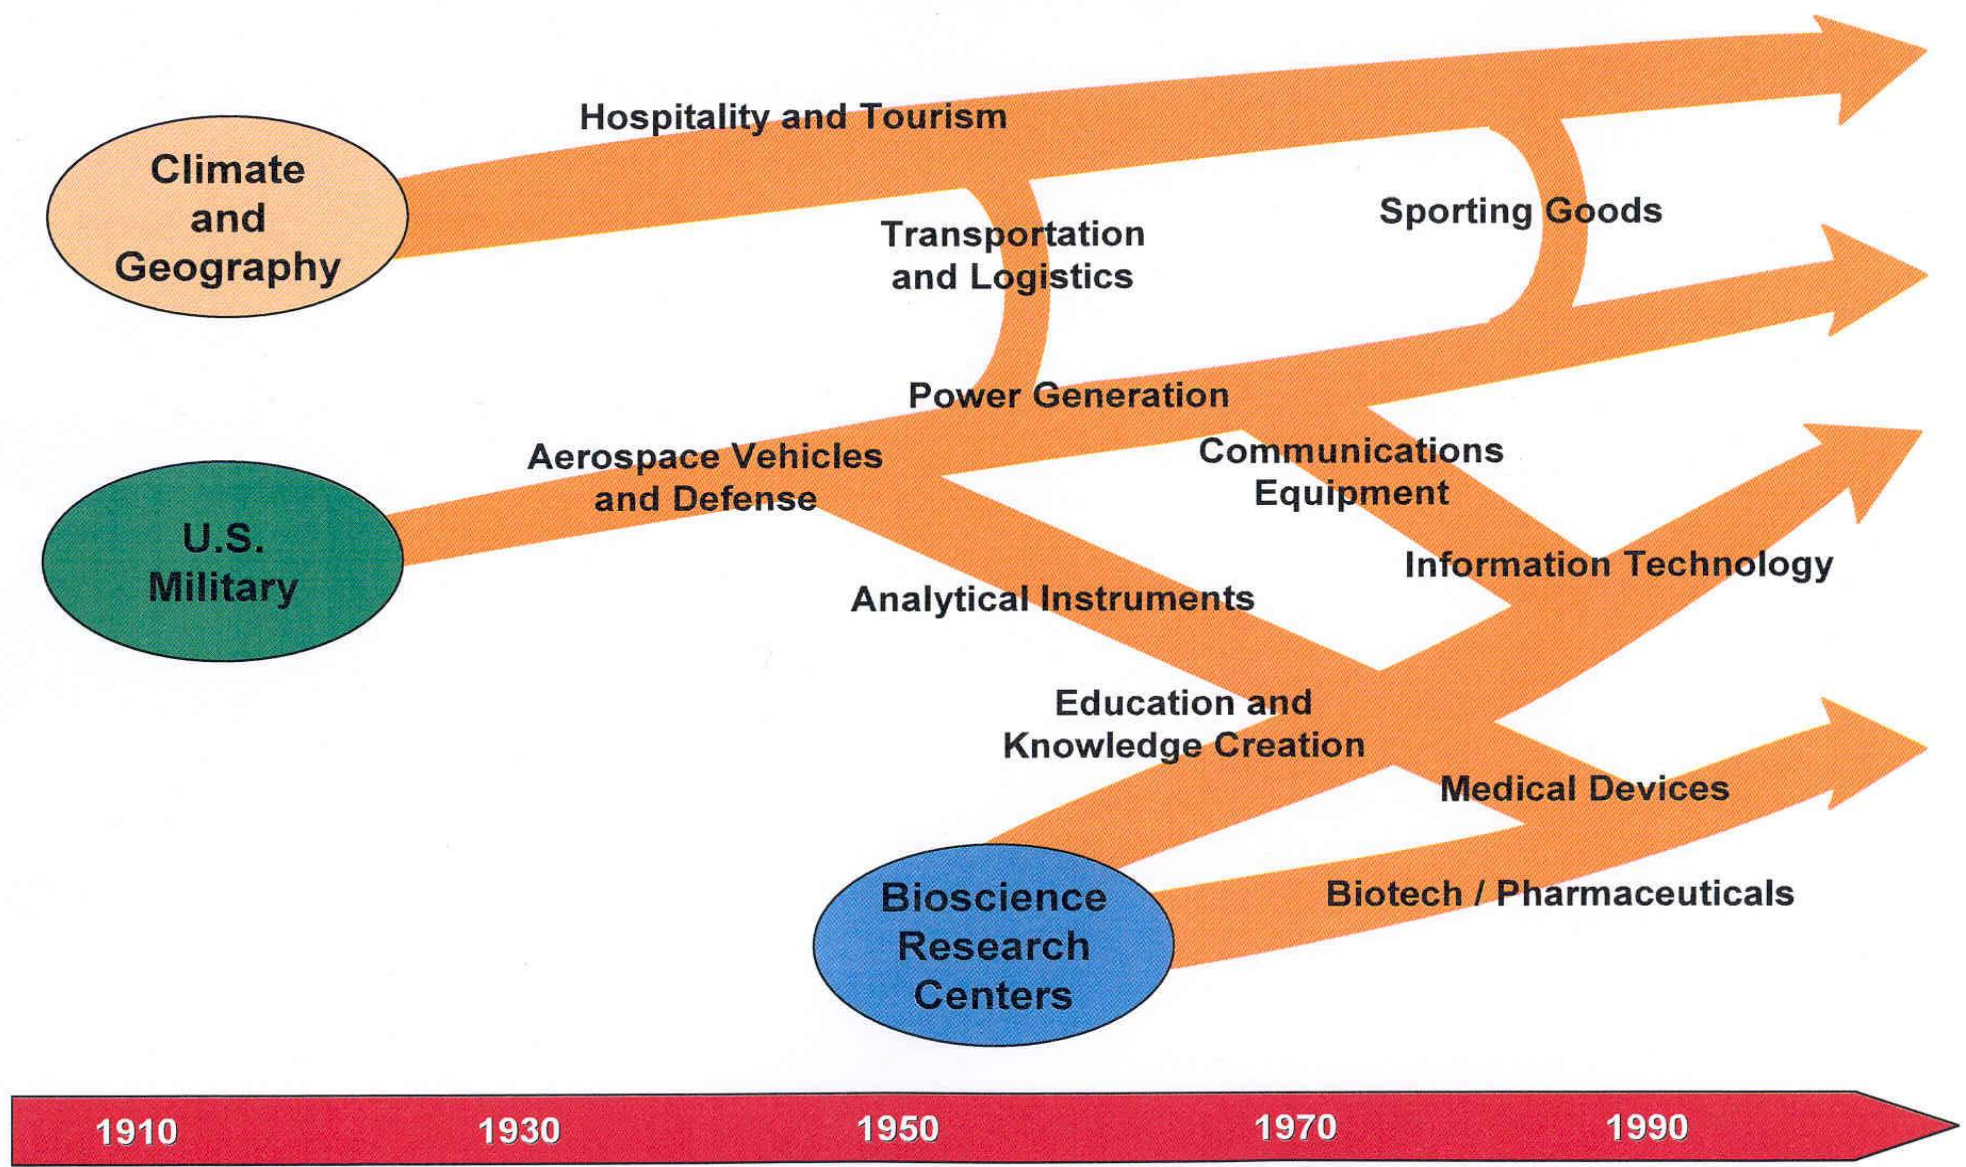 Hospitality and Tourism
Climate
and
Geography
Transportation
and Logistics
Sporting Goods
Power Generation
Aerospace Vehicles
and Defense
Communications
Equipment
U.S.
Military
Information Technology
Analytical Instruments
Education and
Knowledge Creation
Medical Devices
Bioscience
Research
Centers
Biotech / Pharmaceuticals
1910 1930 1950 1970 1990